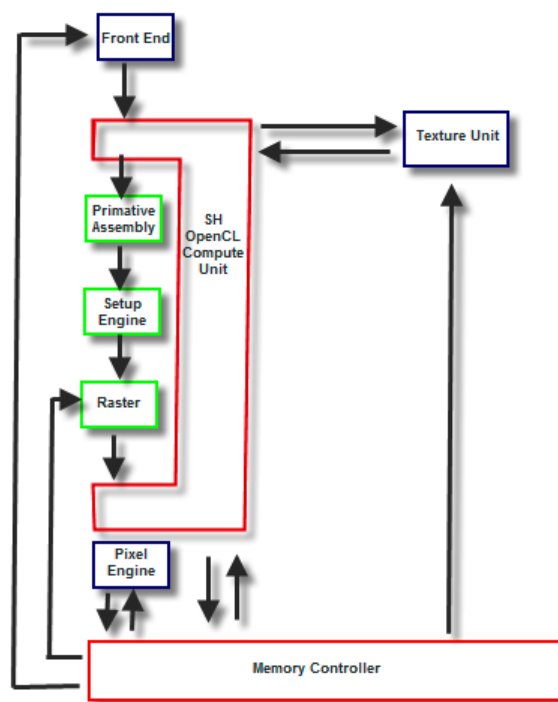 Front End
Texture Unit
Primative
Assembly
SH
OpenCL
Compute
Unit
Setup
Engine
Raster
Pixel
Engine
Memory Controller